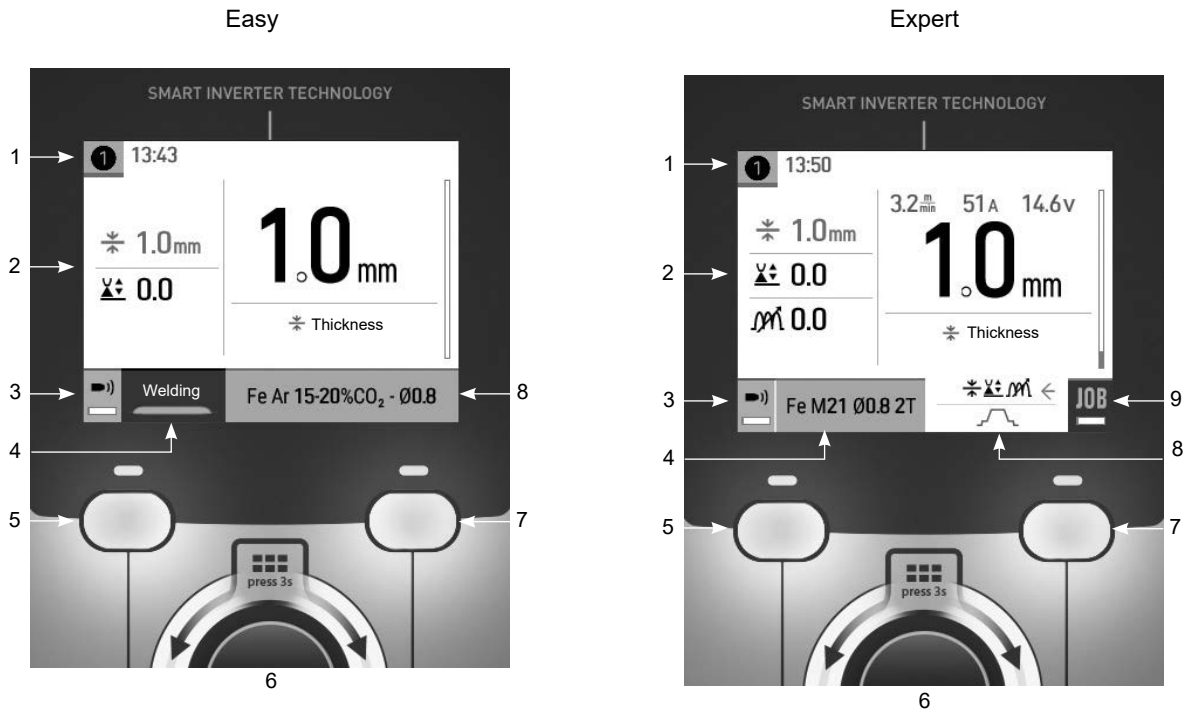 Easy
SMART INVERTER TECHNOLOGY
1
1 13:43
2
1.0mm
0.0
1.0 mm
Thickness
3
Welding
Fe Ar 15-20%CO₂ - Ø0.8
8
4
5
7
press 3s
6
Expert
SMART INVERTER TECHNOLOGY
1
1 13:50
3.2 m/min 51A 14.6V
2
1.0mm
0.0
0.0
1.0 mm
Thickness
3
Fe M21 Ø0.8 2T
JOB
9
4
8
5
7
press 3s
6